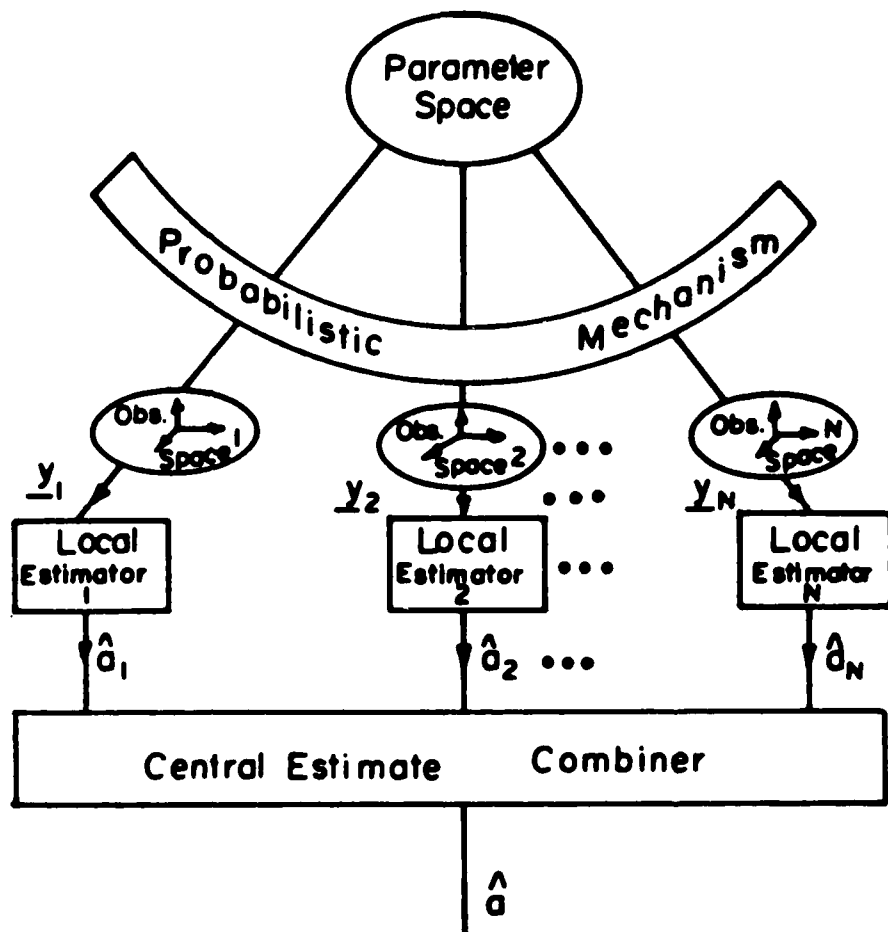 Parameter
Space
Probabilistic Mechanism
Obs.
Space 1
Obs.
Space 2
Obs.
Space N
y1
y2
yN
Local
Estimator
1
Local
Estimator
2
Local
Estimator
N
â1
â2
âN
Central Estimate Combiner
â